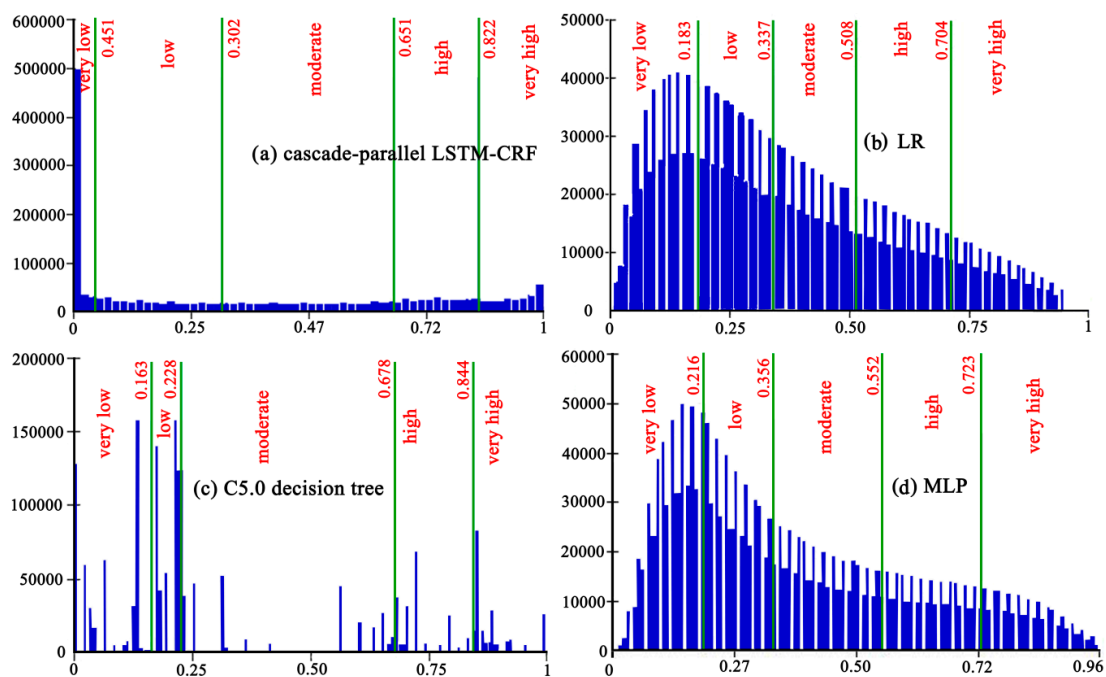 600000
500000
400000
300000
200000
100000
0
very low
0.451
low
0.302
moderate
0.651
high
0.822
very high
(a) cascade-parallel LSTM-CRF
0
0.25
0.47
0.72
1
50000
40000
30000
20000
10000
0
very low
0.183
low
0.337
moderate
0.508
high
0.704
very high
(b) LR
0
0.25
0.50
0.75
1
200000
150000
100000
50000
0
very low
0.163
low
0.228
moderate
0.678
high
0.844
very high
(c) C5.0 decision tree
0
0.25
0.50
0.75
1
60000
50000
40000
30000
20000
10000
0
very low
0.216
low
0.356
moderate
0.552
high
0.723
very high
(d) MLP
0
0.27
0.50
0.72
0.96